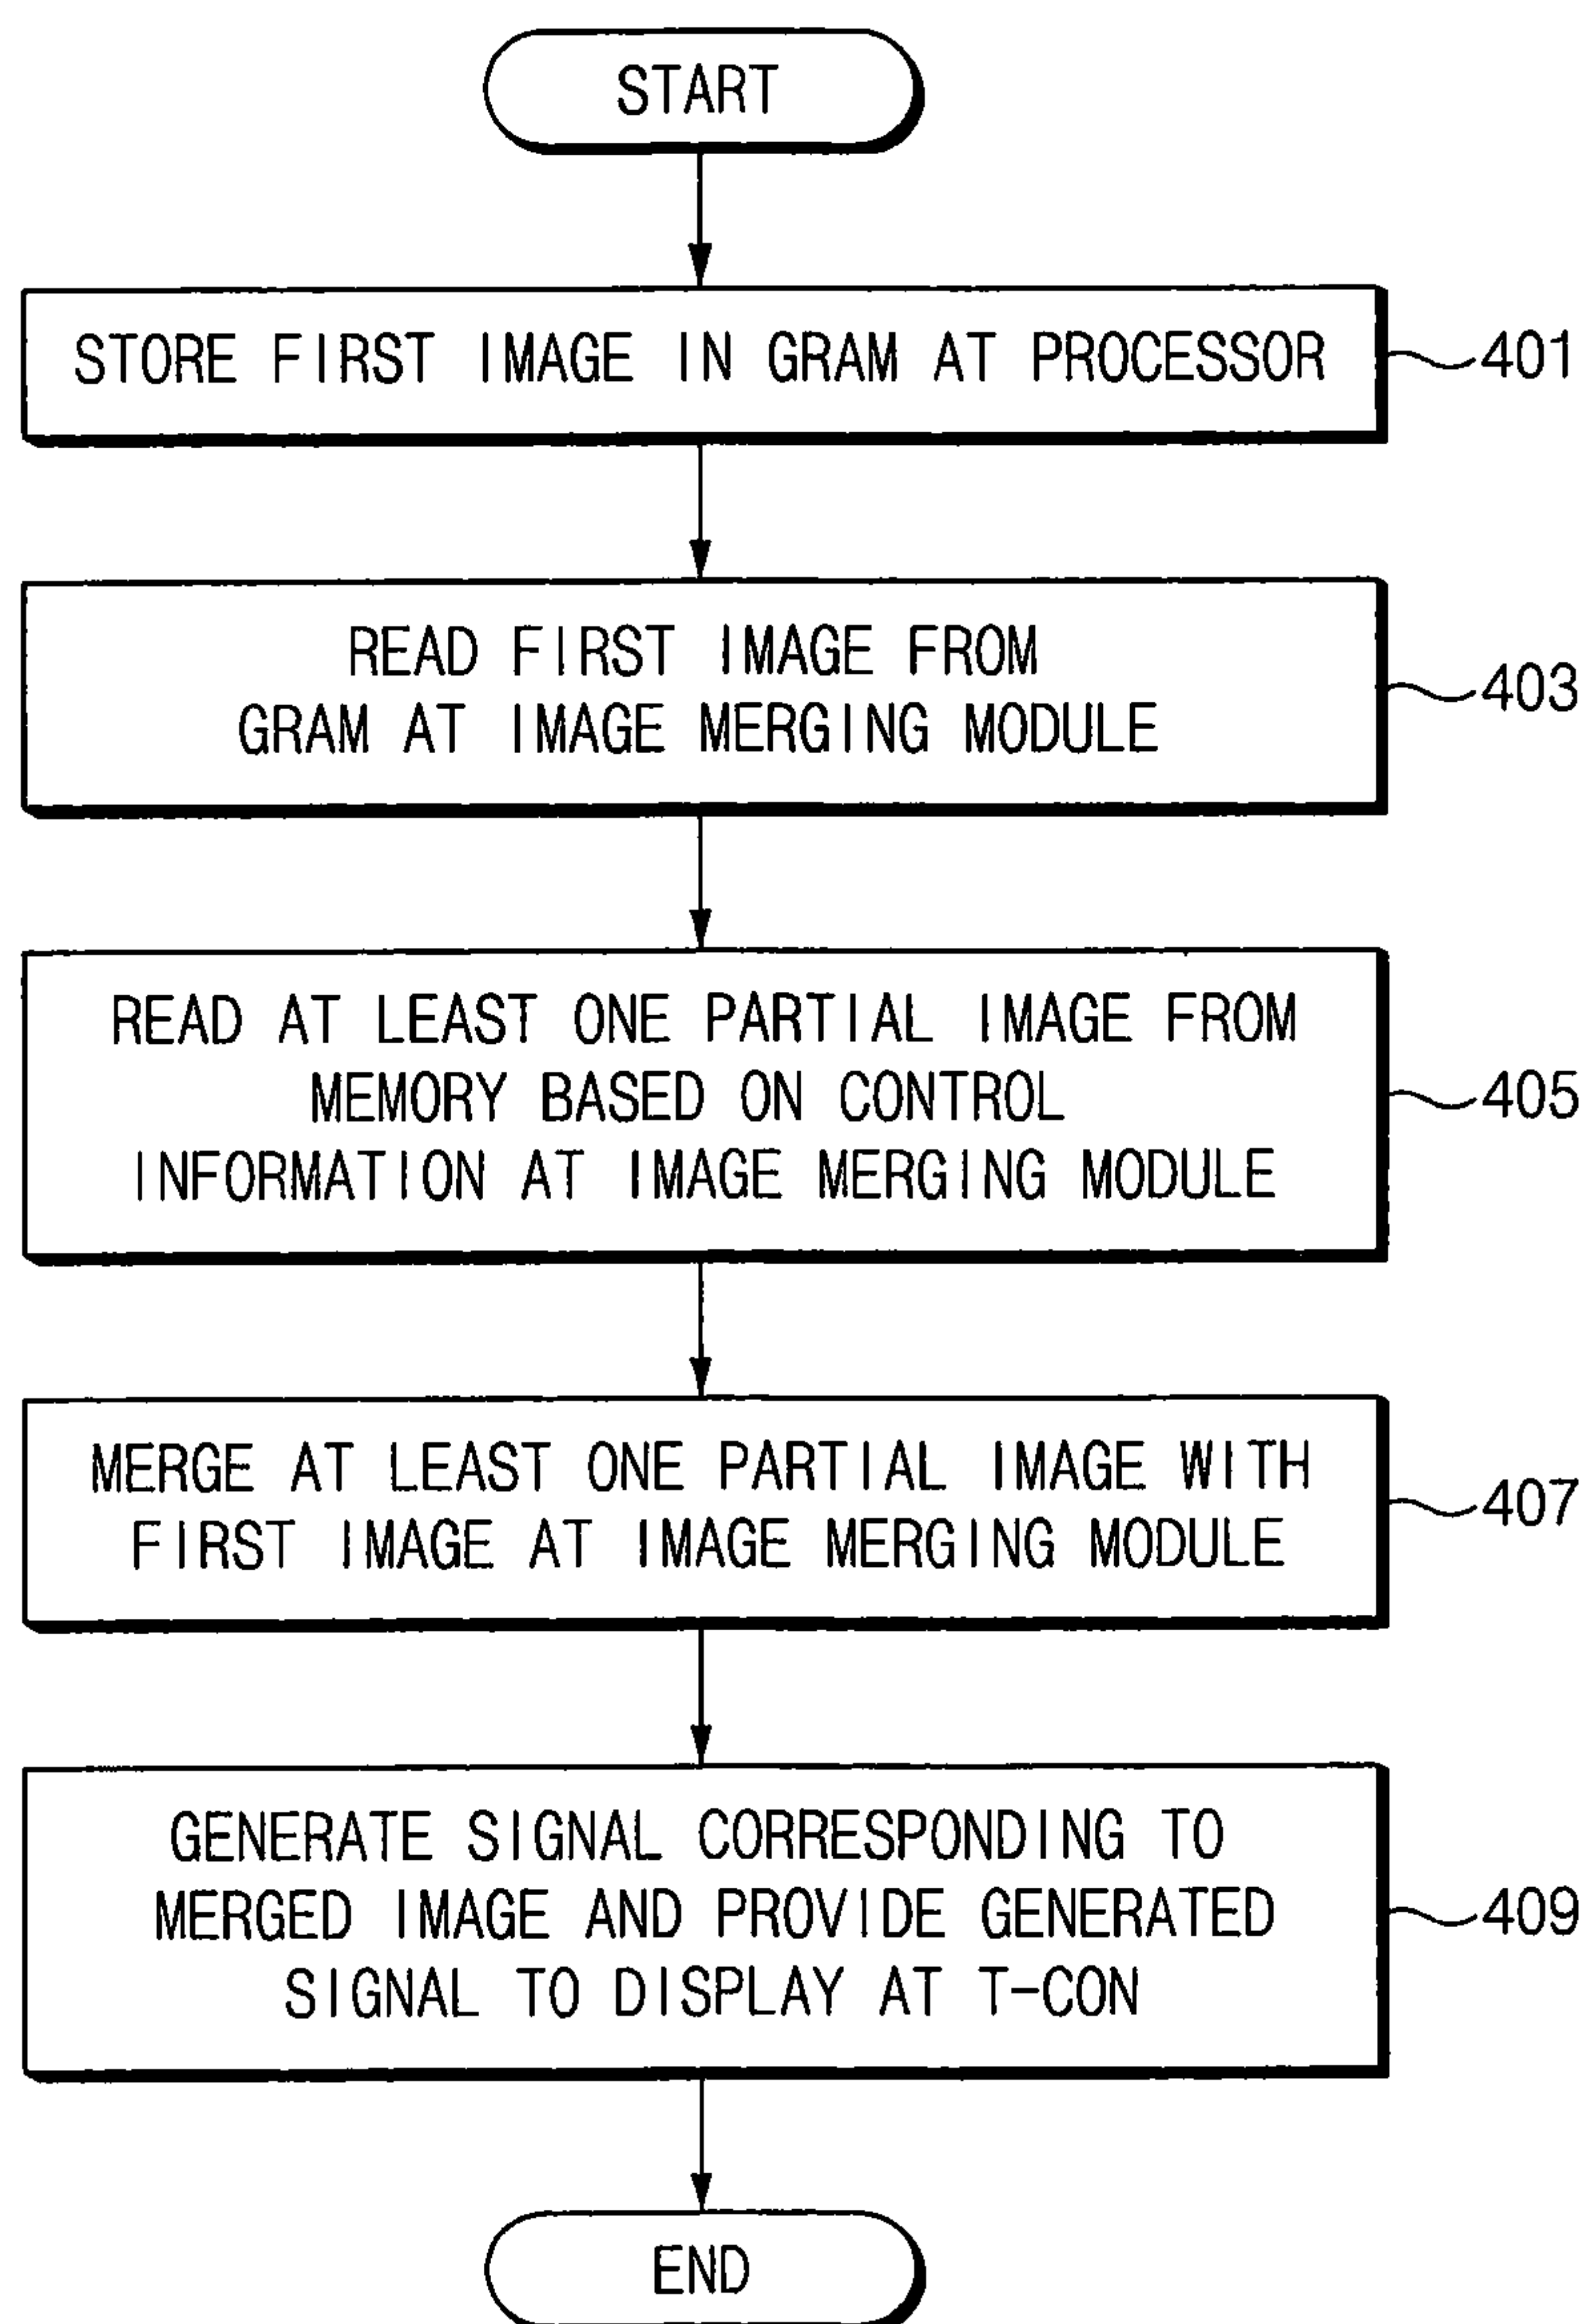 START
STORE FIRST IMAGE IN GRAM AT PROCESSOR
401
READ FIRST IMAGE FROM
GRAM AT IMAGE MERGING MODULE
403
READ AT LEAST ONE PARTIAL IMAGE FROM
MEMORY BASED ON CONTROL
INFORMATION AT IMAGE MERGING MODULE
405
MERGE AT LEAST ONE PARTIAL IMAGE WITH
FIRST IMAGE AT IMAGE MERGING MODULE
407
GENERATE SIGNAL CORRESPONDING TO
MERGED IMAGE AND PROVIDE GENERATED
SIGNAL TO DISPLAY AT T-CON
409
END